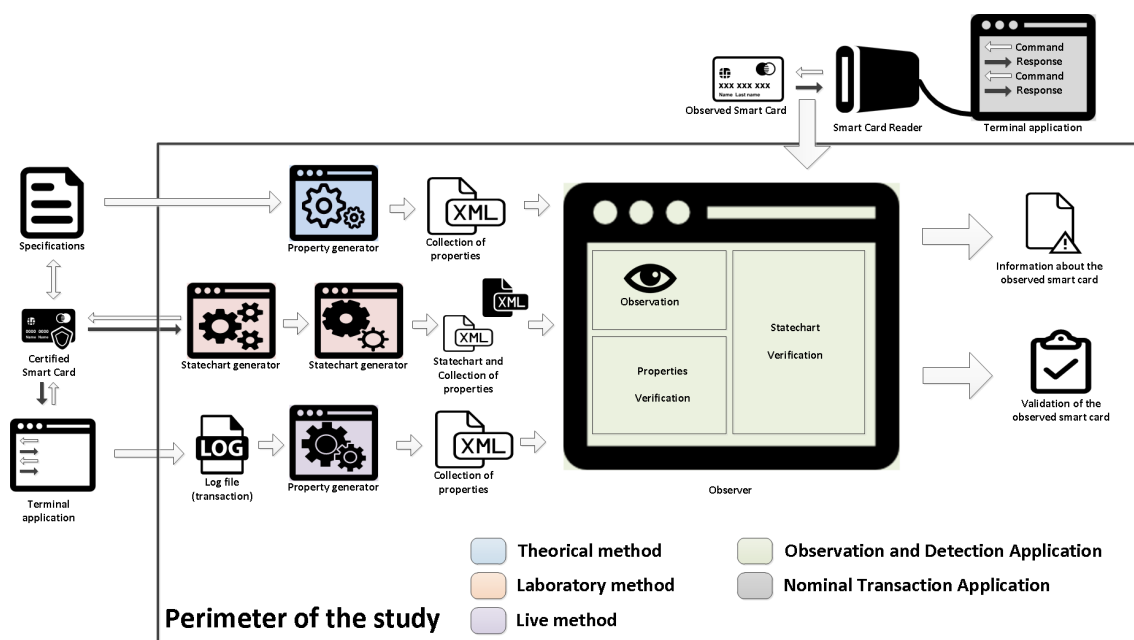 Command
Response
Command
Response
XXX XXX XXX
Name Last name
Observed Smart Card
Smart Card Reader
Terminal application
Specifications
Property generator
XML
Collection of
properties
Information about the
observed smart card
Observation
Statechart
Verification
Properties
Verification
Observer
0000 0000
Name Name
Certified
Smart Card
Statechart generator
Statechart generator
XML
XML
Statechart and
Collection of
properties
Validation of the
observed smart card
Terminal
application
LOG
Log file
(transaction)
Property generator
XML
Collection of
properties
Theorical method
Laboratory method
Live method
Observation and Detection Application
Nominal Transaction Application
Perimeter of the study